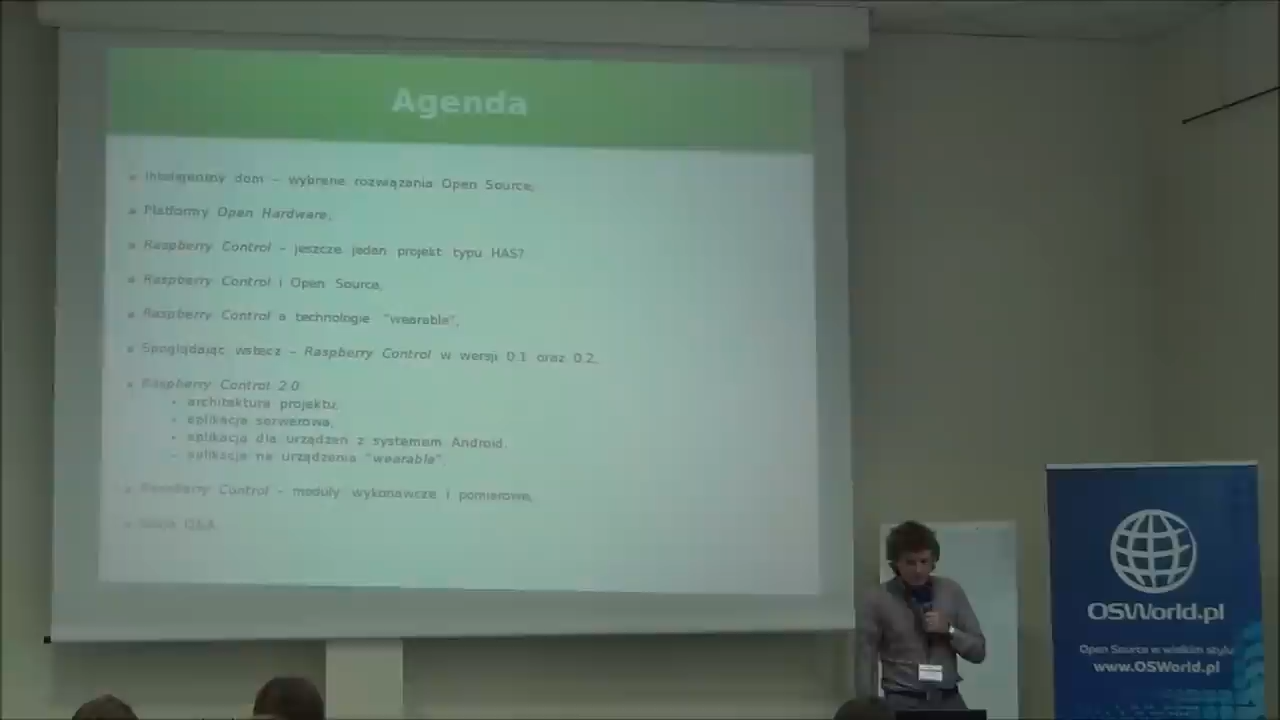 Agenda
Inteligentny dom – wybrane rozwiązania Open Source,
Platformy Open Hardware,
Raspberry Control – jeszcze jeden projekt typu HAS?
Raspberry Control i Open Source,
Raspberry Control a technologie "wearable",
Spoglądając wstecz – Raspberry Control w wersji 0.1 oraz 0.2,
Raspberry Control 2.0
architektura projektu,
aplikacja serwerowa,
aplikacja dla urządzeń z systemem Android,
aplikacja na urządzenia "wearable",
Raspberry Control – moduły wykonawcze i pomiarowe,
Sesja Q&A
OSWorld.pl
Open Source w wielkim stylu
www.OSWorld.pl